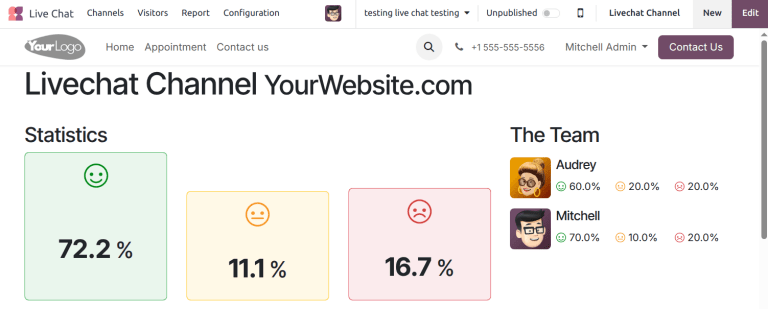 Live Chat Channels Visitors Report Configuration testing live chat testing Unpublished Livechat Channel New Edit
YourLogo Home Appointment Contact us +1 555-555-5556 Mitchell Admin Contact Us
Livechat Channel YourWebsite.com
Statistics
72.2 %
11.1 %
16.7 %
The Team
Audrey
60.0% 20.0% 20.0%
Mitchell
70.0% 10.0% 20.0%